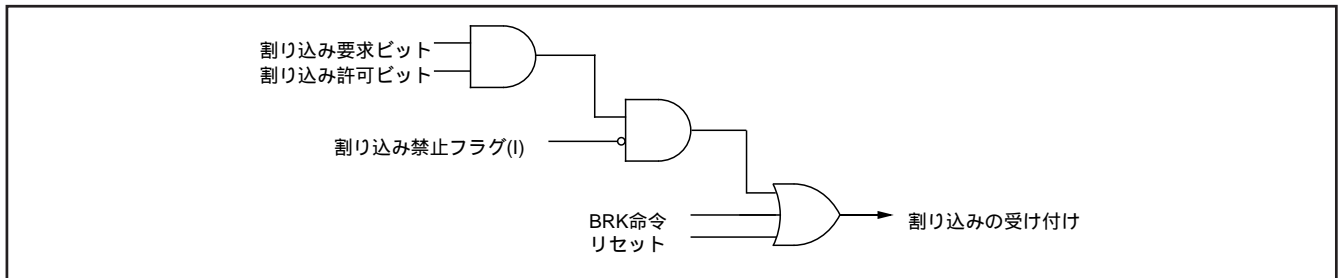 割り込み要求ビット
割り込み許可ビット
割り込み禁止フラグ(I)
BRK命令
リセット
割り込みの受け付け